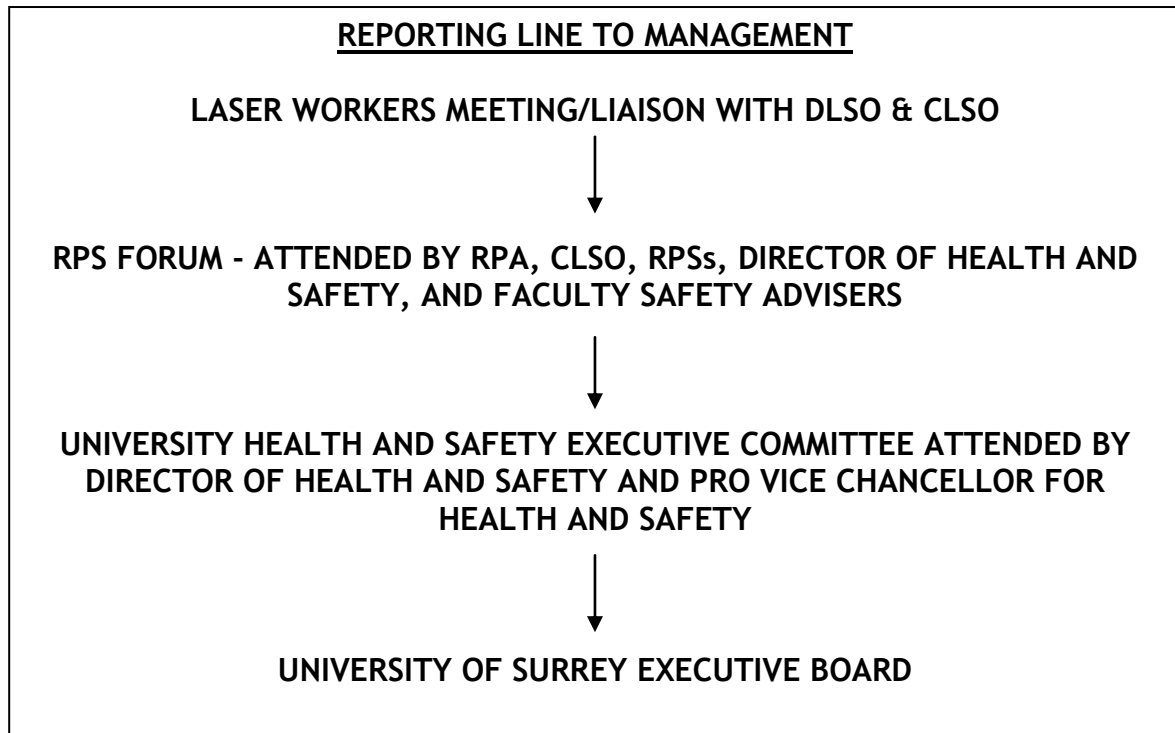 REPORTING LINE TO MANAGEMENT
LASER WORKERS MEETING/LIAISON WITH DLSO & CLSO
RPS FORUM - ATTENDED BY RPA, CLSO, RPSs, DIRECTOR OF HEALTH AND
SAFETY, AND FACULTY SAFETY ADVISERS
UNIVERSITY HEALTH AND SAFETY EXECUTIVE COMMITTEE ATTENDED BY
DIRECTOR OF HEALTH AND SAFETY AND PRO VICE CHANCELLOR FOR
HEALTH AND SAFETY
UNIVERSITY OF SURREY EXECUTIVE BOARD